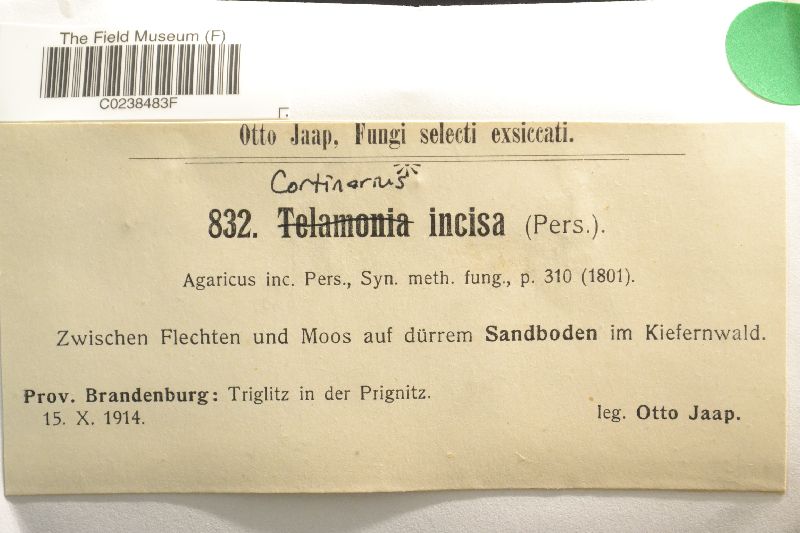 The Field Museum (F)
C0238483F
F
Otto Jaap, Fungi selecti exsiccati.
Cortinarius
832. Telamonia incisa (Pers.).
Agaricus inc. Pers., Syn. meth. fung., p. 310 (1801).
Zwischen Flechten und Moos auf dürrem Sandboden im Kiefernwald.
Prov. Brandenburg: Triglitz in der Prignitz.
15. X. 1914.
leg. Otto Jaap.